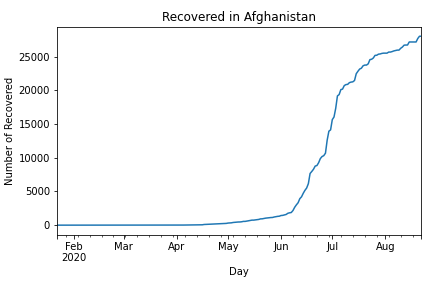 Recovered in Afghanistan
Number of Recovered
25000
20000
15000
10000
5000
0
Feb Mar Apr May Jun Jul Aug
2020
Day